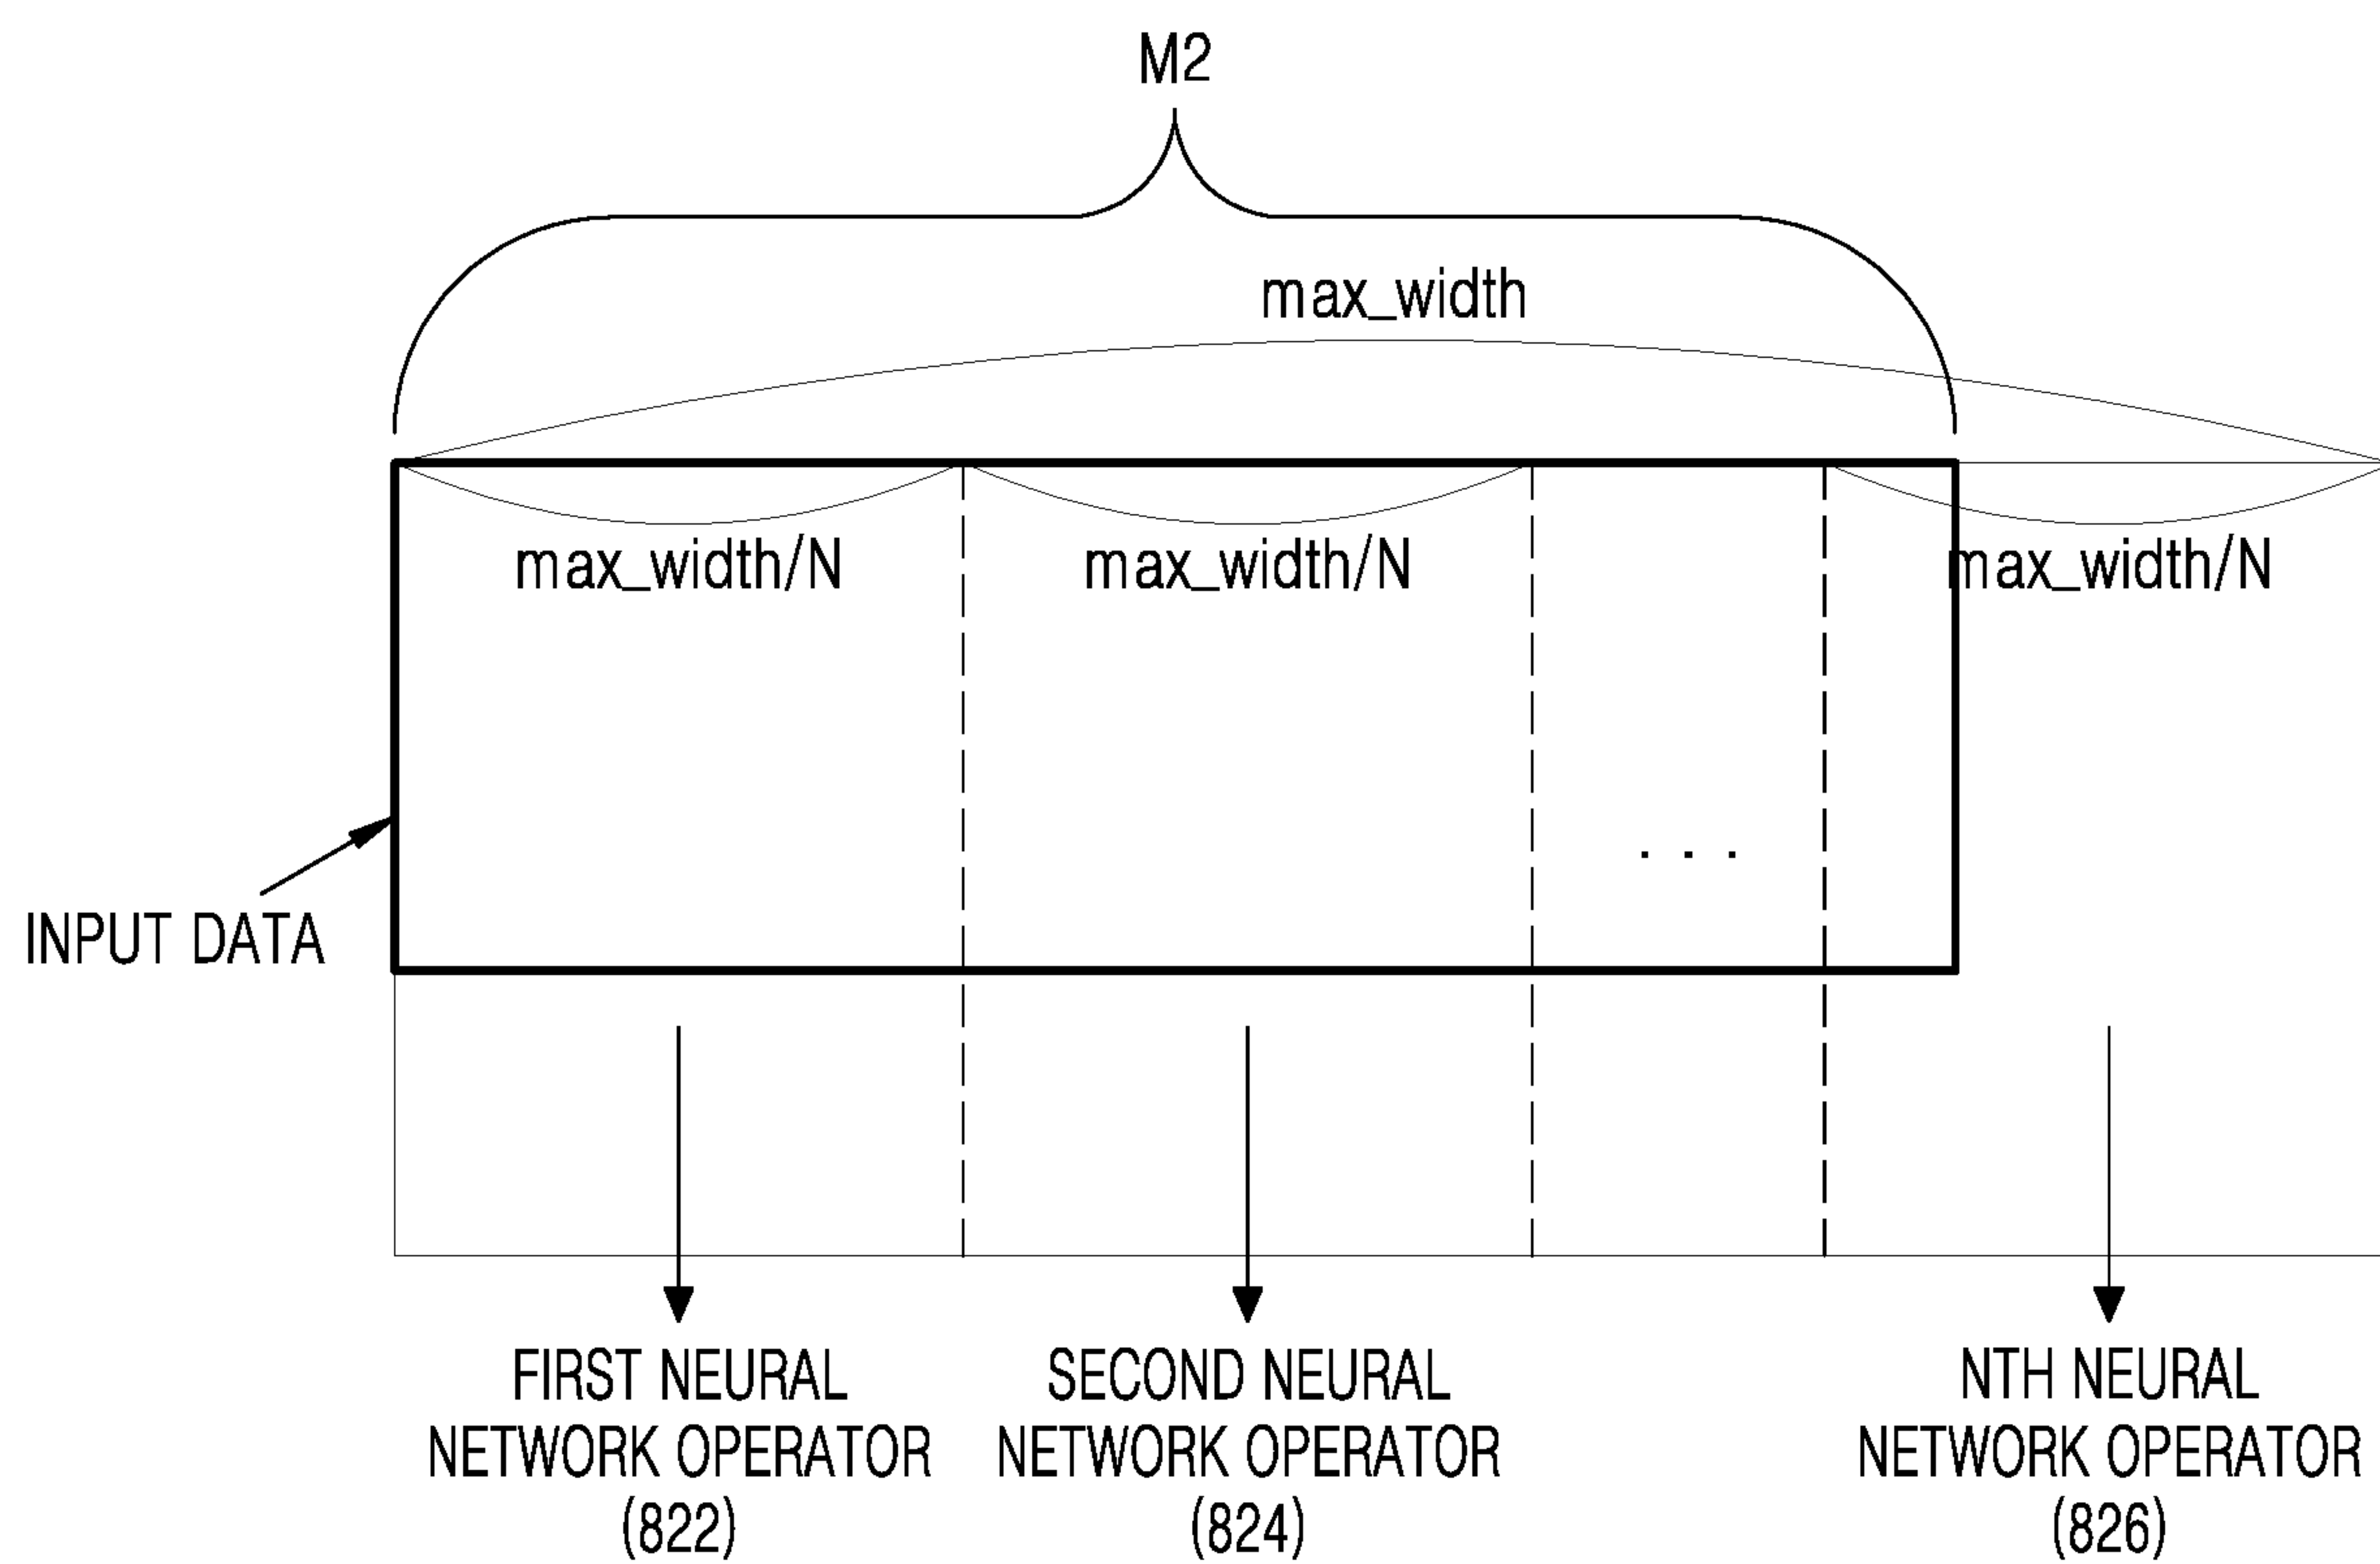 M2
max_width
max_width/N
max_width/N
max_width/N
. . .
INPUT DATA
FIRST NEURAL
NETWORK OPERATOR
(822)
SECOND NEURAL
NETWORK OPERATOR
(824)
NTH NEURAL
NETWORK OPERATOR
(826)